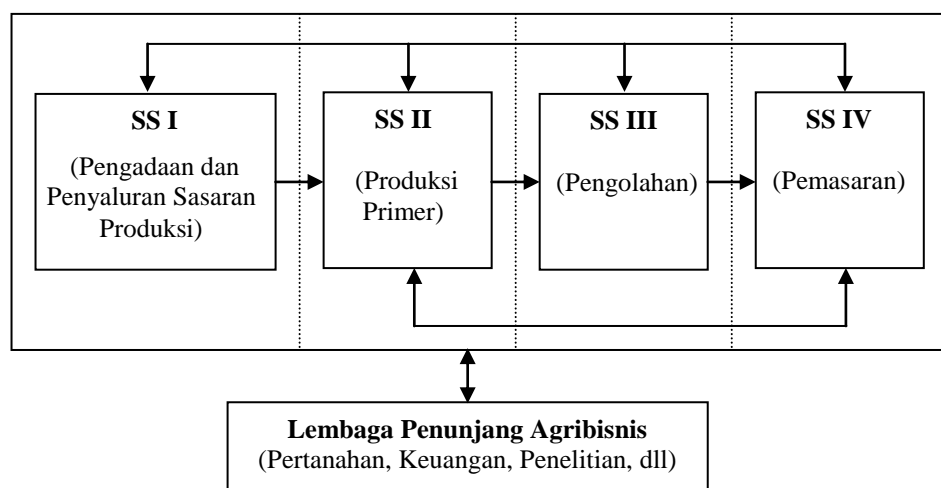 SS I
(Pengadaan dan
Penyaluran Sasaran
Produksi)
SS II
(Produksi
Primer)
SS III
(Pengolahan)
SS IV
(Pemasaran)
Lembaga Penunjang Agribisnis
(Pertanahan, Keuangan, Penelitian, dll)